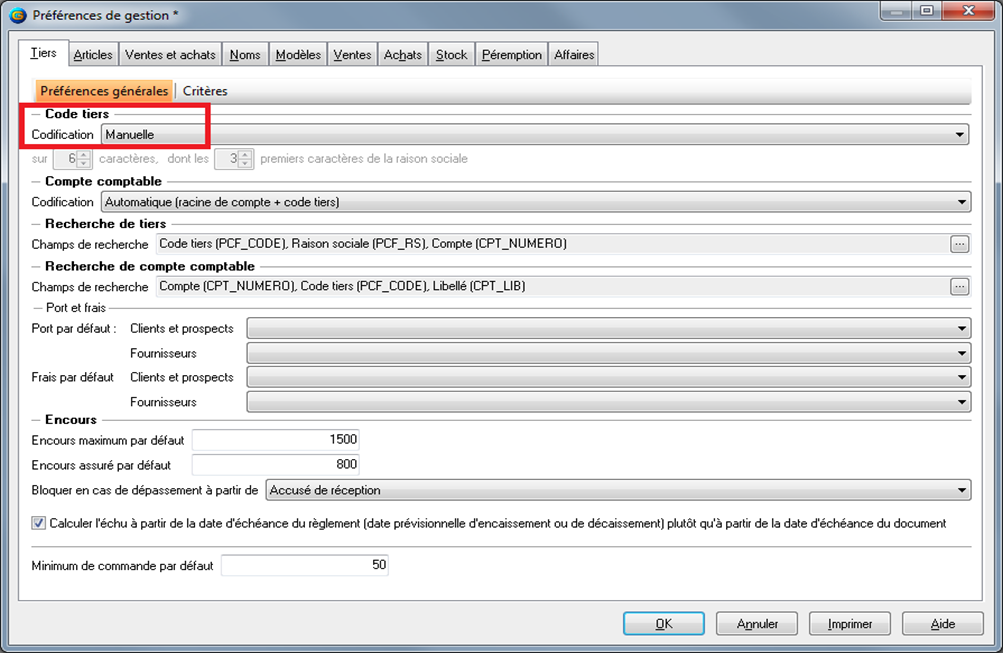 Préférences de gestion *
Tiers Articles Ventes et achats Noms Modèles Ventes Achats Stock Péremption Affaires
Préférences générales Critères
Code tiers
Codification Manuelle
sur 6 caractères, dont les 3 premiers caractères de la raison sociale
Compte comptable
Codification Automatique (racine de compte + code tiers)
Recherche de tiers
Champs de recherche Code tiers (PCF_CODE), Raison sociale (PCF_RS), Compte (CPT_NUMERO) ...
Recherche de compte comptable
Champs de recherche Compte (CPT_NUMERO), Code tiers (PCF_CODE), Libellé (CPT_LIB) ...
Port et frais
Port par défaut : Clients et prospects
Fournisseurs
Frais par défaut Clients et prospects
Fournisseurs
Encours
Encours maximum par défaut 1500
Encours assuré par défaut 800
Bloquer en cas de dépassement à partir de Accusé de réception
Calculer l'échu à partir de la date d'échéance du règlement (date prévisionnelle d'encaissement ou de décaissement) plutôt qu'à partir de la date d'échéance du document
Minimum de commande par défaut 50
OK Annuler Imprimer Aide